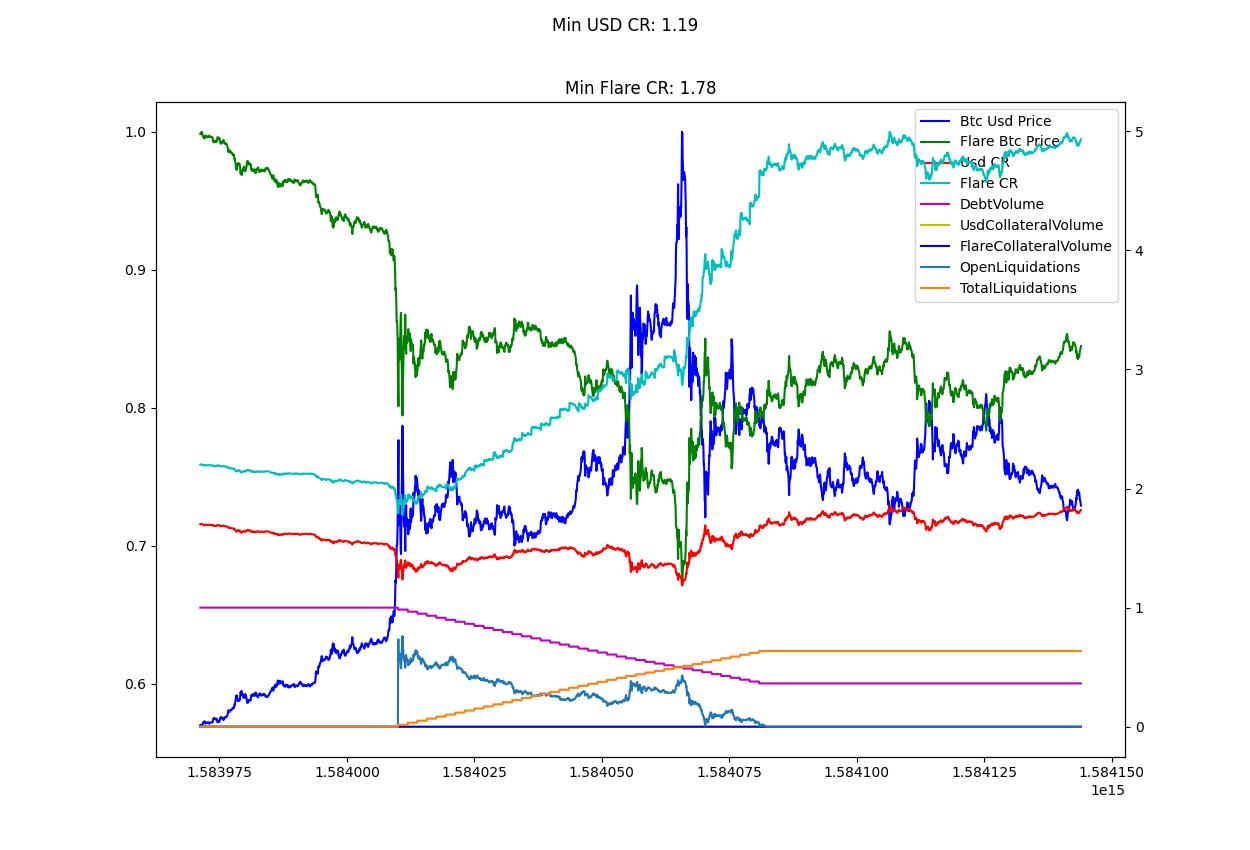 Min USD CR: 1.19
Min Flare CR: 1.78
Btc Usd Price
Flare Btc Price
Usd CR
Flare CR
DebtVolume
UsdCollateralVolume
FlareCollateralVolume
OpenLiquidations
TotalLiquidations
1.0
0.9
0.8
0.7
0.6
5
4
3
2
1
0
1.583975
1.584000
1.584025
1.584050
1.584075
1.584100
1.584125
1.584150
1e15